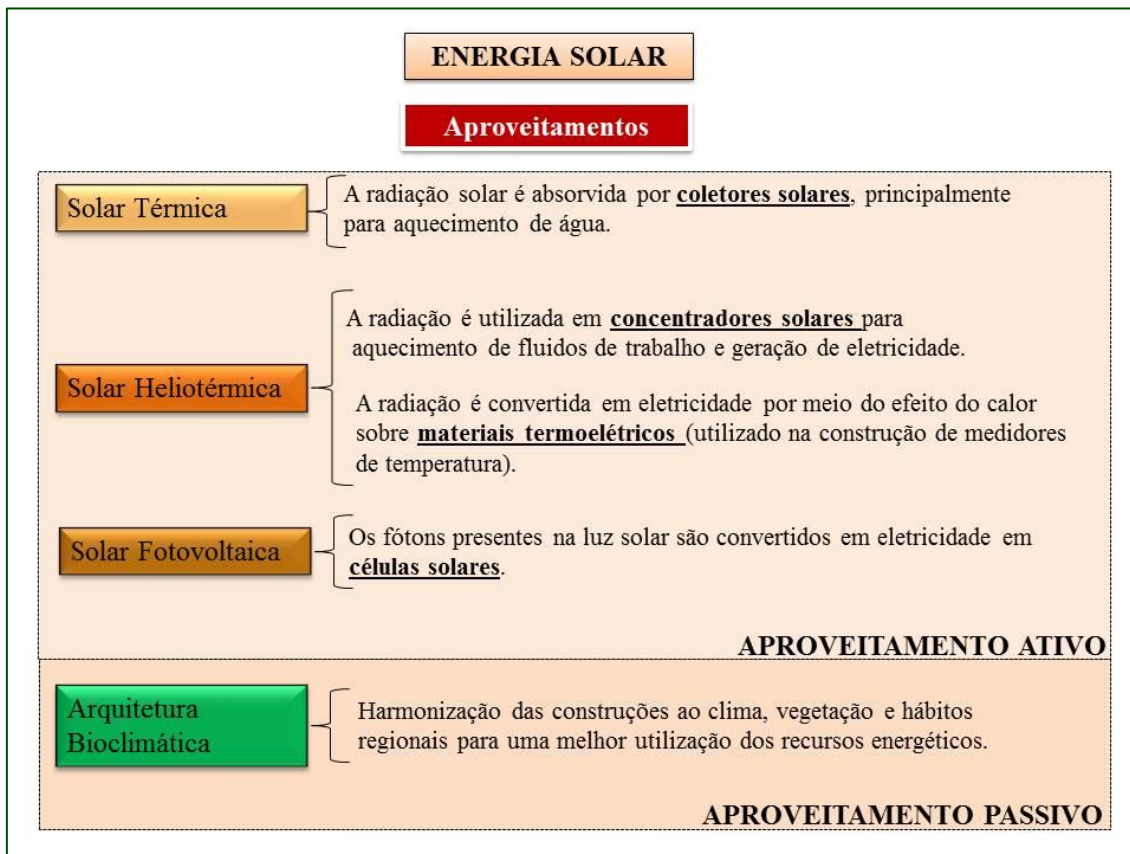 ENERGIA SOLAR
Aproveitamentos
Solar Térmica
A radiação solar é absorvida por coletores solares, principalmente
para aquecimento de água.
Solar Heliotérmica
A radiação é utilizada em concentradores solares para
aquecimento de fluidos de trabalho e geração de eletricidade.
A radiação é convertida em eletricidade por meio do efeito do calor
sobre materiais termoelétricos (utilizado na construção de medidores
de temperatura).
Solar Fotovoltaica
Os fótons presentes na luz solar são convertidos em eletricidade em
células solares.
APROVEITAMENTO ATIVO
Arquitetura
Bioclimática
Harmonização das construções ao clima, vegetação e hábitos
regionais para uma melhor utilização dos recursos energéticos.
APROVEITAMENTO PASSIVO